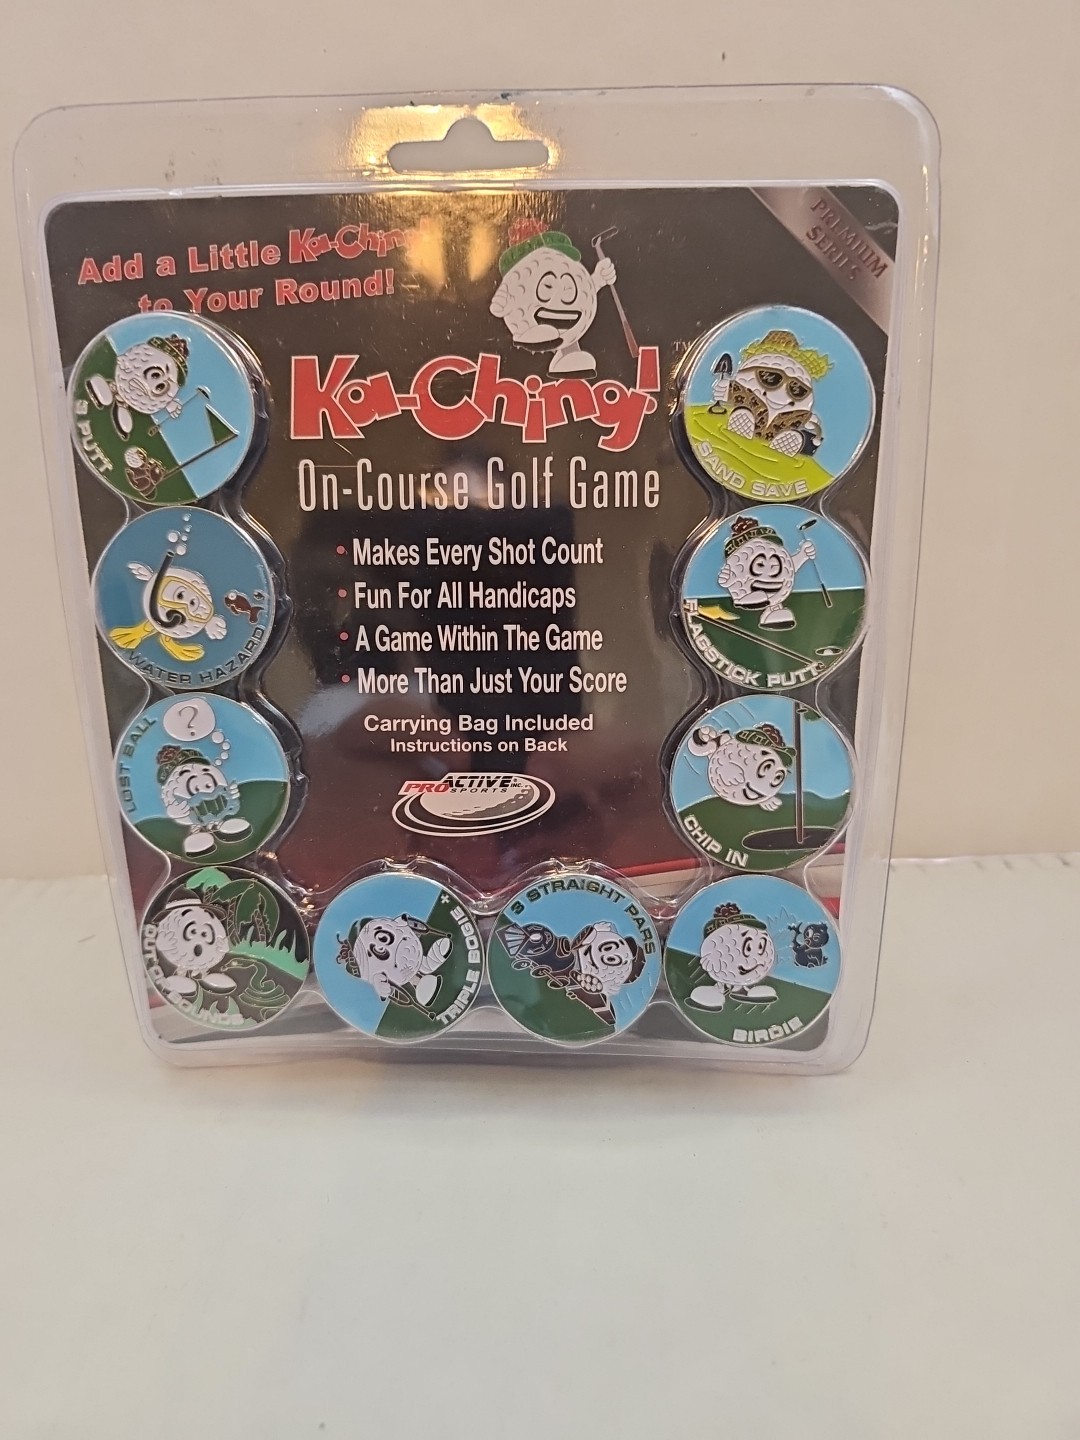 Add a Little Ka-Ching!
to Your Round!
PREMIUM
SERIES
Ka-Ching!™
On-Course Golf Game
• Makes Every Shot Count
• Fun For All Handicaps
• A Game Within The Game
• More Than Just Your Score
Carrying Bag Included
Instructions on Back
PROACTIVE INC.
SPORTS
3 PUTT
WATER HAZARD
LOST BALL
?
OUT OF BOUNDS
TRIPLE BOGIE +
3 STRAIGHT PARS
BIRDIE
CHIP IN
FLAGSTICK PUTT
SAND SAVE